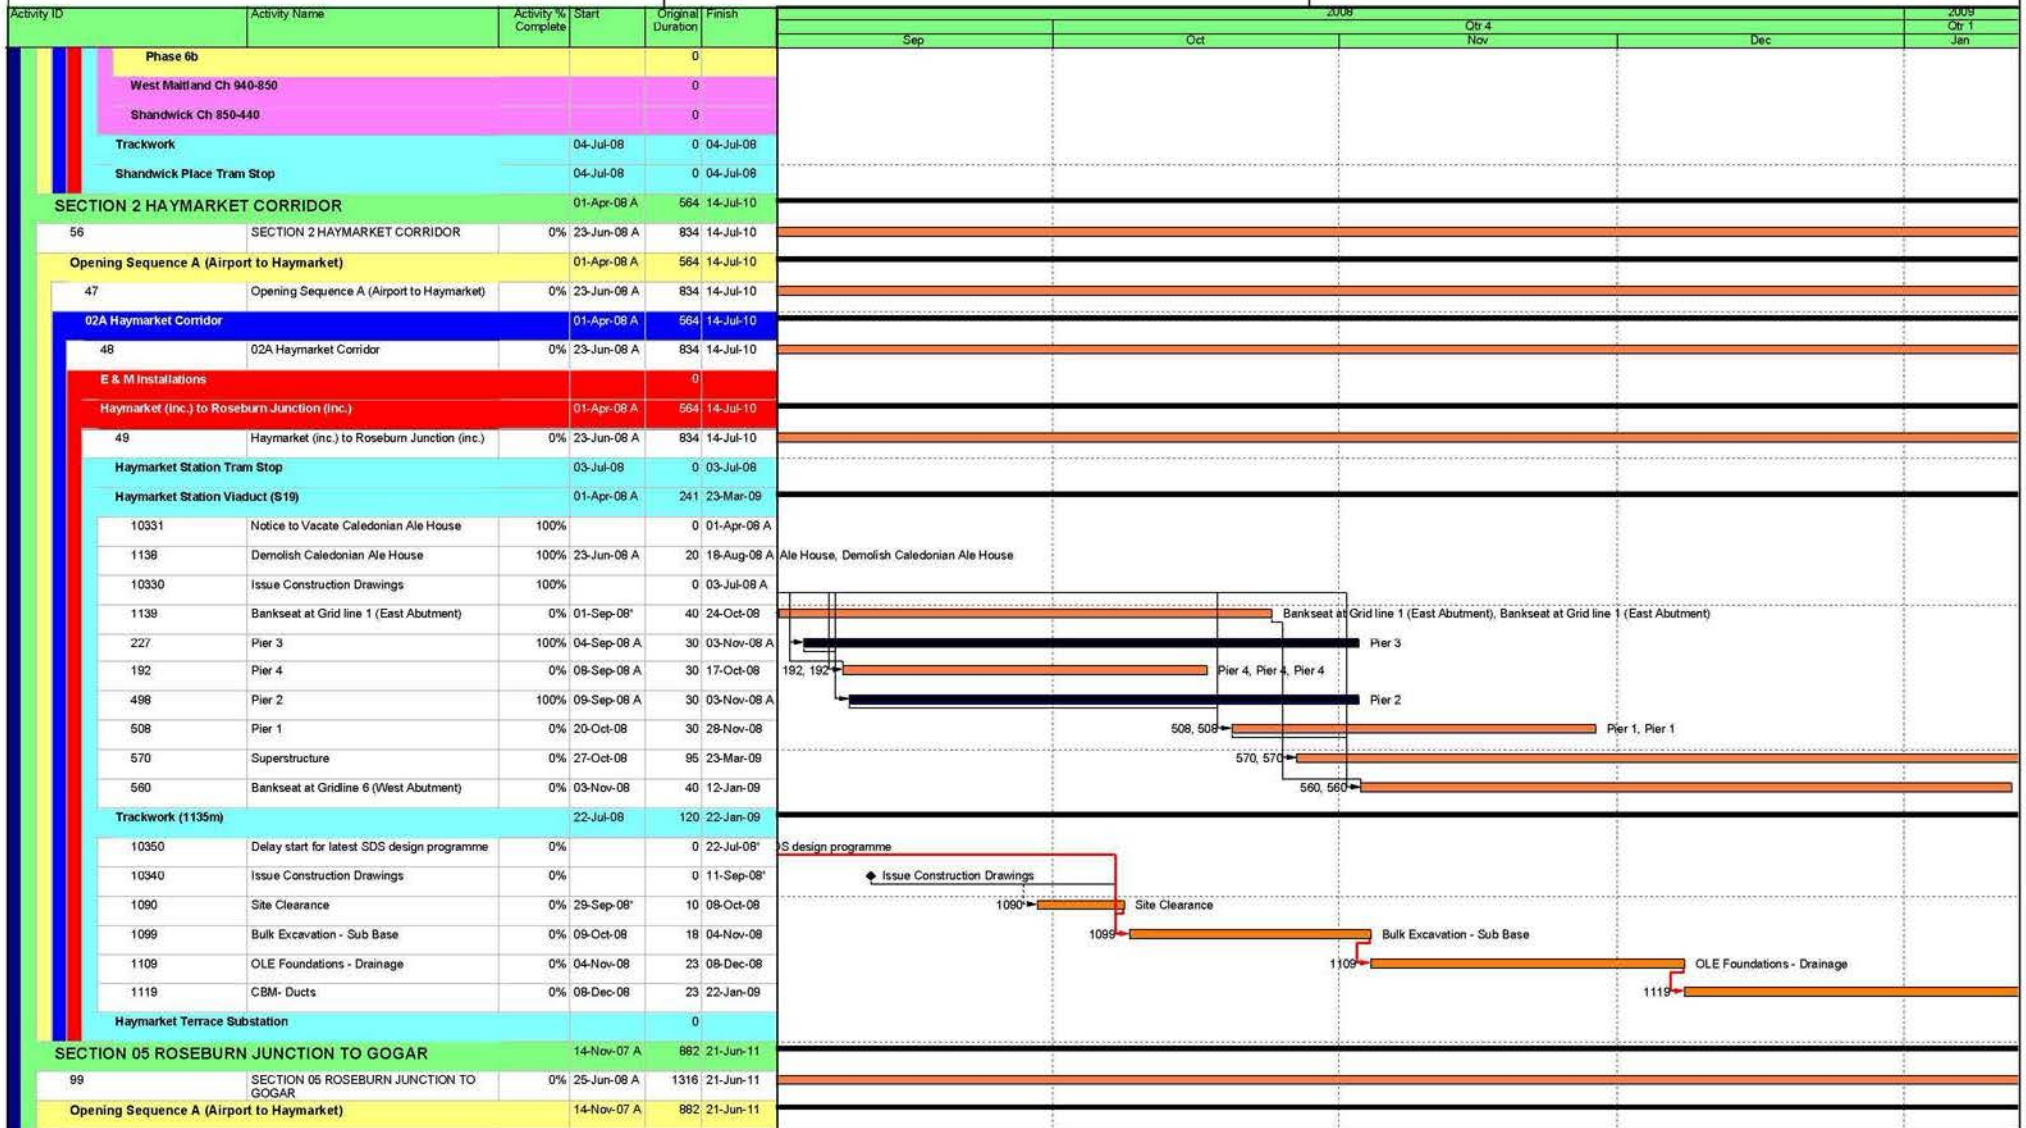 Activity ID Activity Name Activity % Complete Start Original Duration Finish 2008 2009
Qtr 4 Qtr 1
Sep Oct Nov Dec Jan
Phase 6b 0
West Maitland Ch 940-850 0
Shandwick Ch 850-440 0
Trackwork 04-Jul-08 0 04-Jul-08
Shandwick Place Tram Stop 04-Jul-08 0 04-Jul-08
SECTION 2 HAYMARKET CORRIDOR 01-Apr-08 A 564 14-Jul-10
56 SECTION 2 HAYMARKET CORRIDOR 0% 23-Jun-08 A 834 14-Jul-10
Opening Sequence A (Airport to Haymarket) 01-Apr-08 A 564 14-Jul-10
47 Opening Sequence A (Airport to Haymarket) 0% 23-Jun-08 A 834 14-Jul-10
02A Haymarket Corridor 01-Apr-08 A 564 14-Jul-10
48 02A Haymarket Corridor 0% 23-Jun-08 A 834 14-Jul-10
E & M Installations 0
Haymarket (inc.) to Roseburn Junction (inc.) 01-Apr-08 A 564 14-Jul-10
49 Haymarket (inc.) to Roseburn Junction (inc.) 0% 23-Jun-08 A 834 14-Jul-10
Haymarket Station Tram Stop 03-Jul-08 0 03-Jul-08
Haymarket Station Viaduct (S19) 01-Apr-08 A 241 23-Mar-09
10331 Notice to Vacate Caledonian Ale House 100% 0 01-Apr-08 A
1138 Demolish Caledonian Ale House 100% 23-Jun-08 A 20 18-Aug-08 A Ale House, Demolish Caledonian Ale House
10330 Issue Construction Drawings 100% 0 03-Jul-08 A
1139 Bankseat at Grid line 1 (East Abutment) 0% 01-Sep-08* 40 24-Oct-08 Bankseat at Grid line 1 (East Abutment), Bankseat at Grid line 1 (East Abutment)
227 Pier 3 100% 04-Sep-08 A 30 03-Nov-08 A Pier 3
192 Pier 4 0% 08-Sep-08 A 30 17-Oct-08 192, 192 Pier 4, Pier 4, Pier 4
498 Pier 2 100% 09-Sep-08 A 30 03-Nov-08 A Pier 2
508 Pier 1 0% 20-Oct-08 30 28-Nov-08 508, 508 Pier 1, Pier 1
570 Superstructure 0% 27-Oct-08 95 23-Mar-09 570, 570
560 Bankseat at Gridline 6 (West Abutment) 0% 03-Nov-08 40 12-Jan-09 560, 560
Trackwork (1135m) 22-Jul-08 120 22-Jan-09
10350 Delay start for latest SDS design programme 0% 0 22-Jul-08* S design programme
10340 Issue Construction Drawings 0% 0 11-Sep-08* Issue Construction Drawings
1090 Site Clearance 0% 29-Sep-08* 10 08-Oct-08 1090 Site Clearance
1099 Bulk Excavation - Sub Base 0% 09-Oct-08 18 04-Nov-08 1099 Bulk Excavation - Sub Base
1109 OLE Foundations - Drainage 0% 04-Nov-08 23 08-Dec-08 1109 OLE Foundations - Drainage
1119 CBM- Ducts 0% 08-Dec-08 23 22-Jan-09 1119
Haymarket Terrace Substation 0
SECTION 05 ROSEBURN JUNCTION TO GOGAR 14-Nov-07 A 882 21-Jun-11
99 SECTION 05 ROSEBURN JUNCTION TO GOGAR 0% 25-Jun-08 A 1316 21-Jun-11
Opening Sequence A (Airport to Haymarket) 14-Nov-07 A 882 21-Jun-11